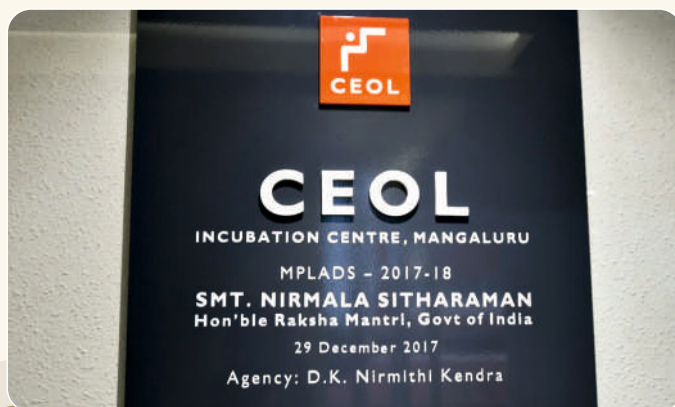 CEOL
CEOL
INCUBATION CENTRE, MANGALURU
MPLADS – 2017-18
SMT. NIRMALA SITHARAMAN
Hon'ble Raksha Mantri, Govt of India
29 December 2017
Agency: D.K. Nirmithi Kendra